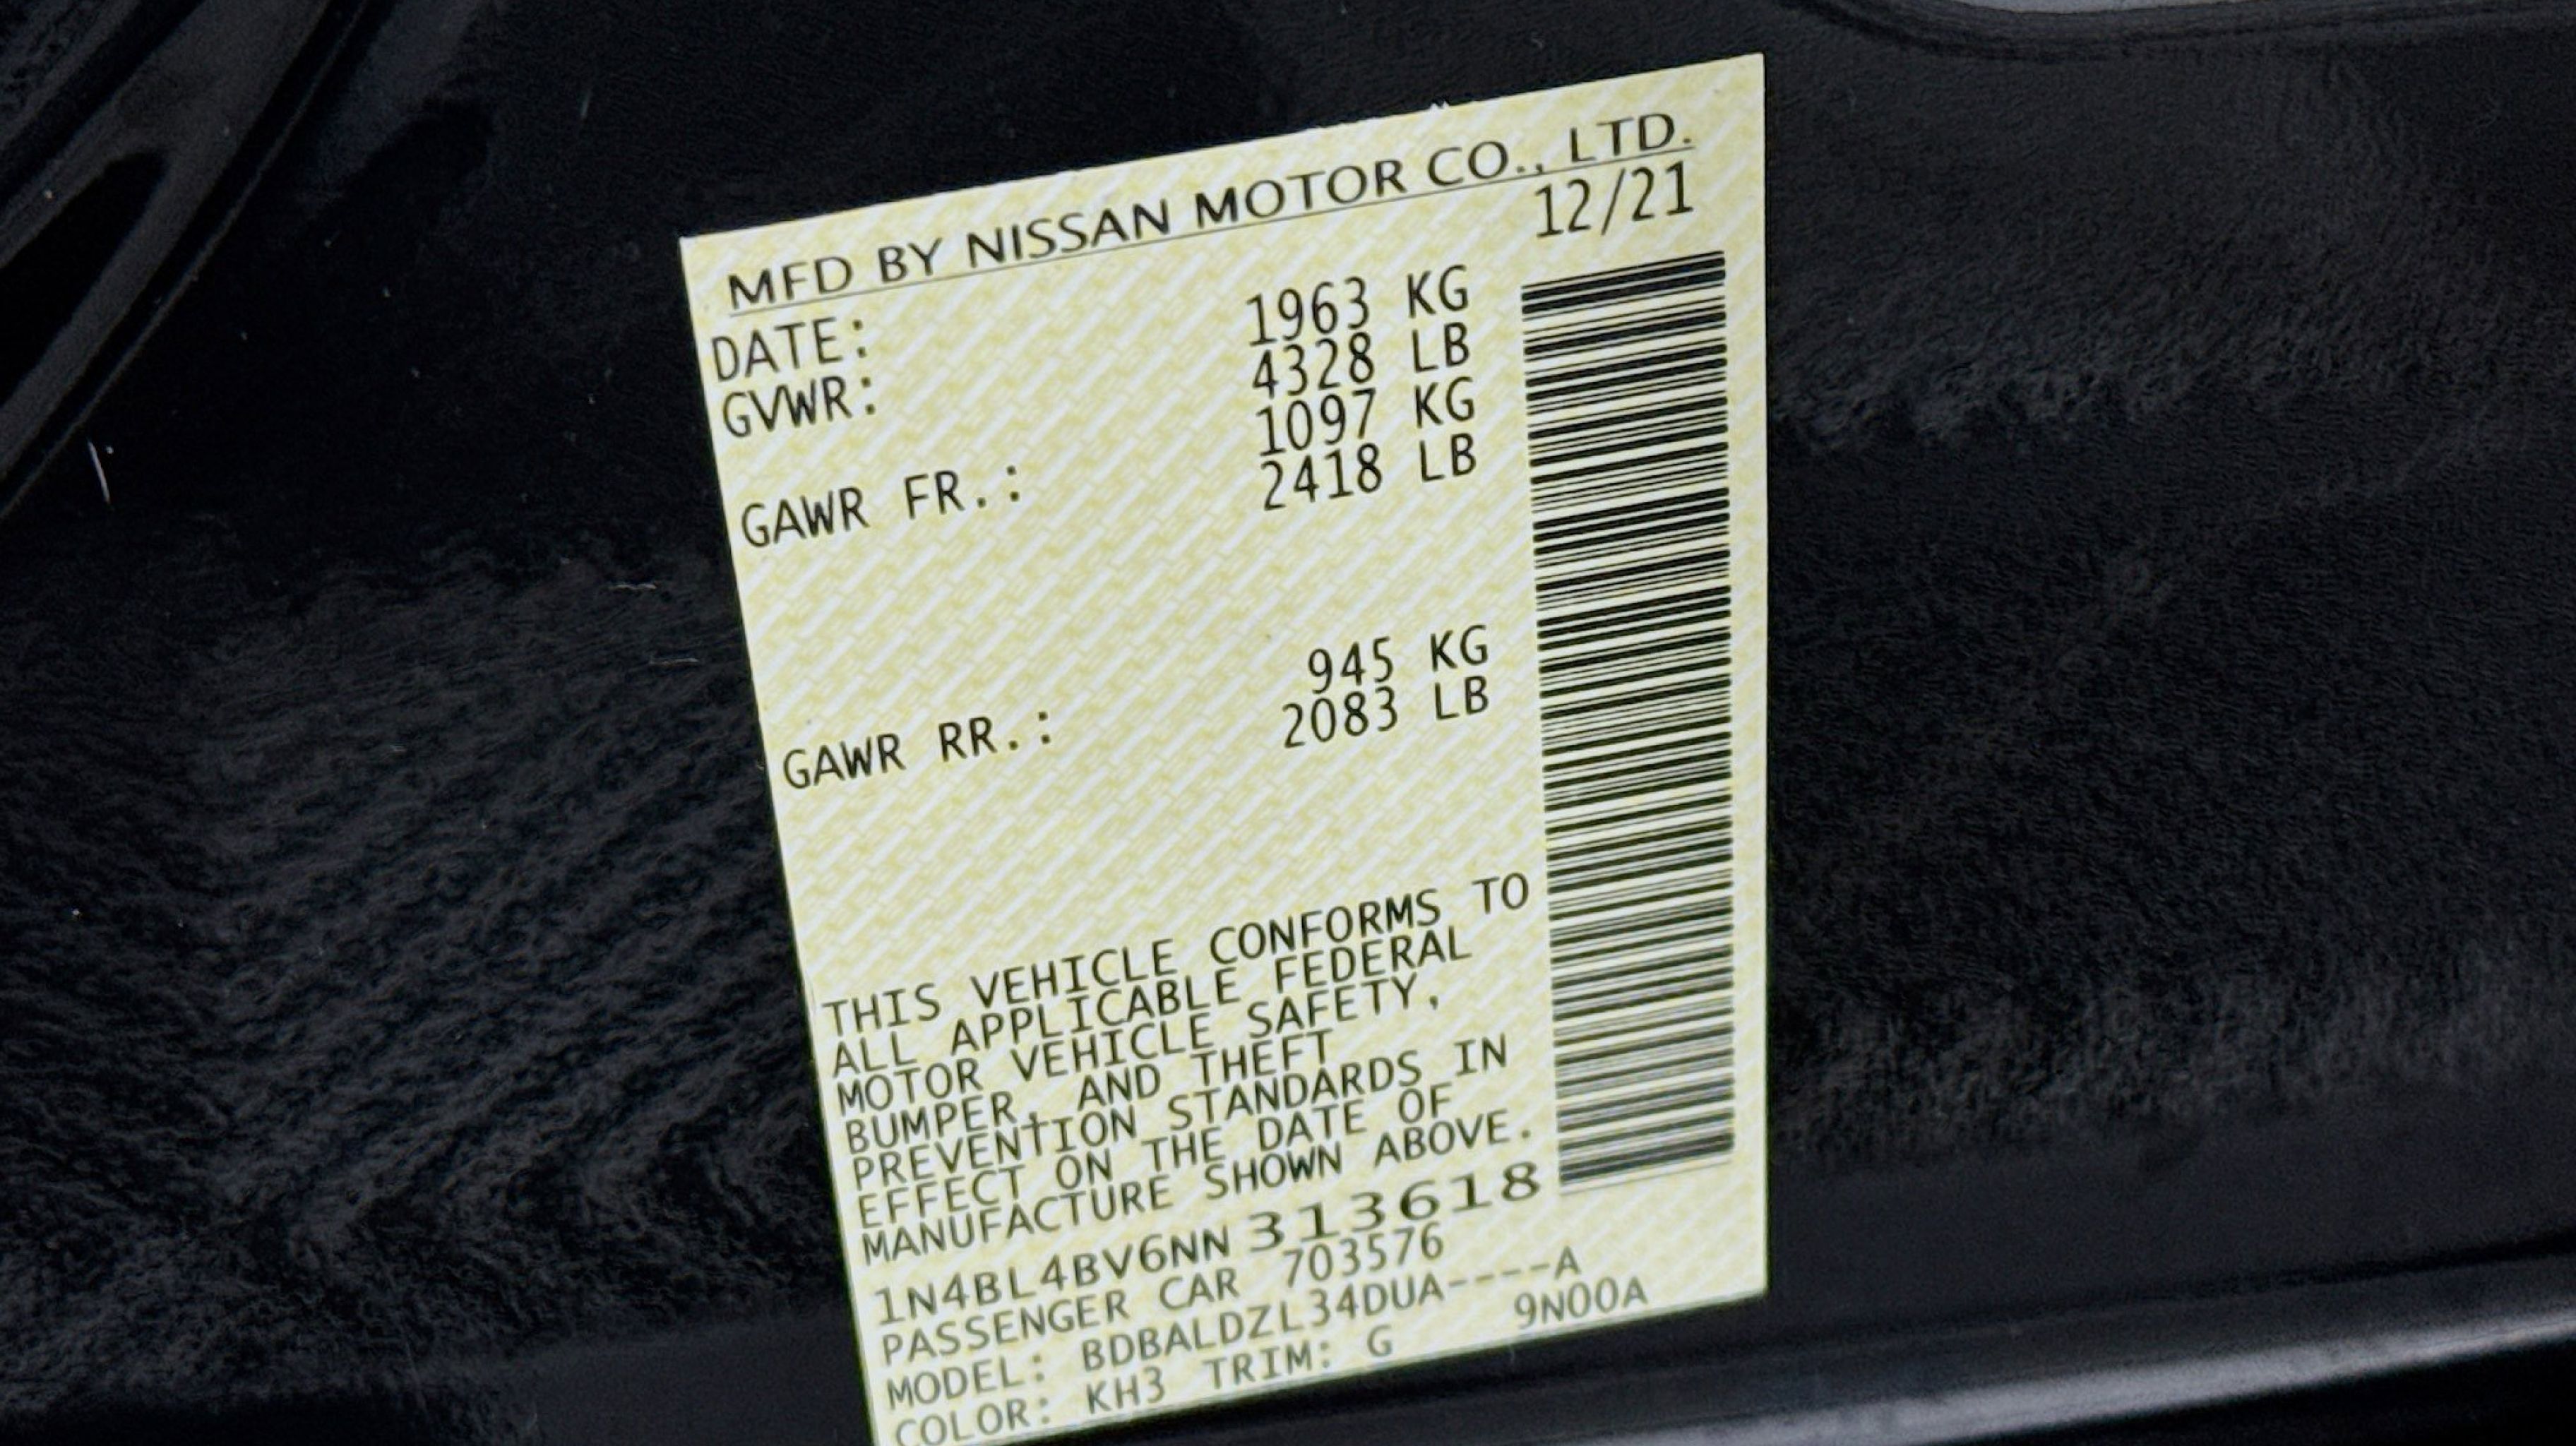 MFD BY NISSAN MOTOR CO., LTD.
DATE: 12/21
GVWR: 1963 KG
4328 LB
GAWR FR.: 1097 KG
2418 LB
GAWR RR.: 945 KG
2083 LB
THIS VEHICLE CONFORMS TO
ALL APPLICABLE FEDERAL
MOTOR VEHICLE SAFETY,
BUMPER, AND THEFT
PREVENTION STANDARDS IN
EFFECT ON THE DATE OF
MANUFACTURE SHOWN ABOVE.
1N4BL4BV6NN313618
PASSENGER CAR 703576
MODEL: BDBALDZL34DUA----A
COLOR: KH3 TRIM: G 9N00A